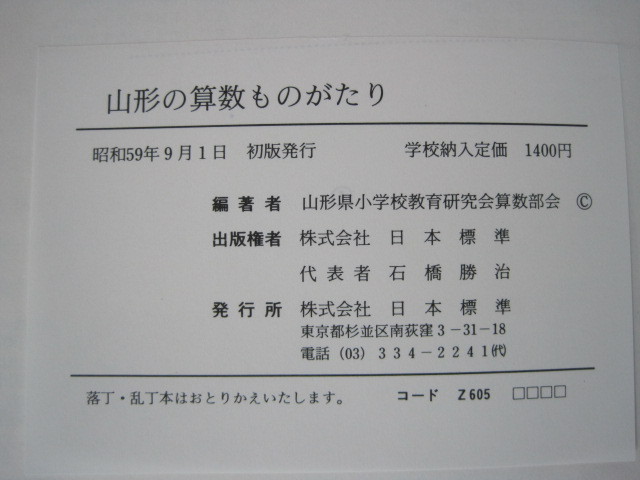 山形の算数ものがたり
昭和59年9月1日 初版発行 学校納入定価 1400円
編著者 山形県小学校教育研究会算数部会 ©
出版権者 株式会社 日本標準
代表者 石橋勝治
発行所 株式会社 日本標準
東京都杉並区南荻窪3-31-18
電話 (03) 334-2241㈹
落丁・乱丁本はおとりかえいたします。 コード Z605 □□□□